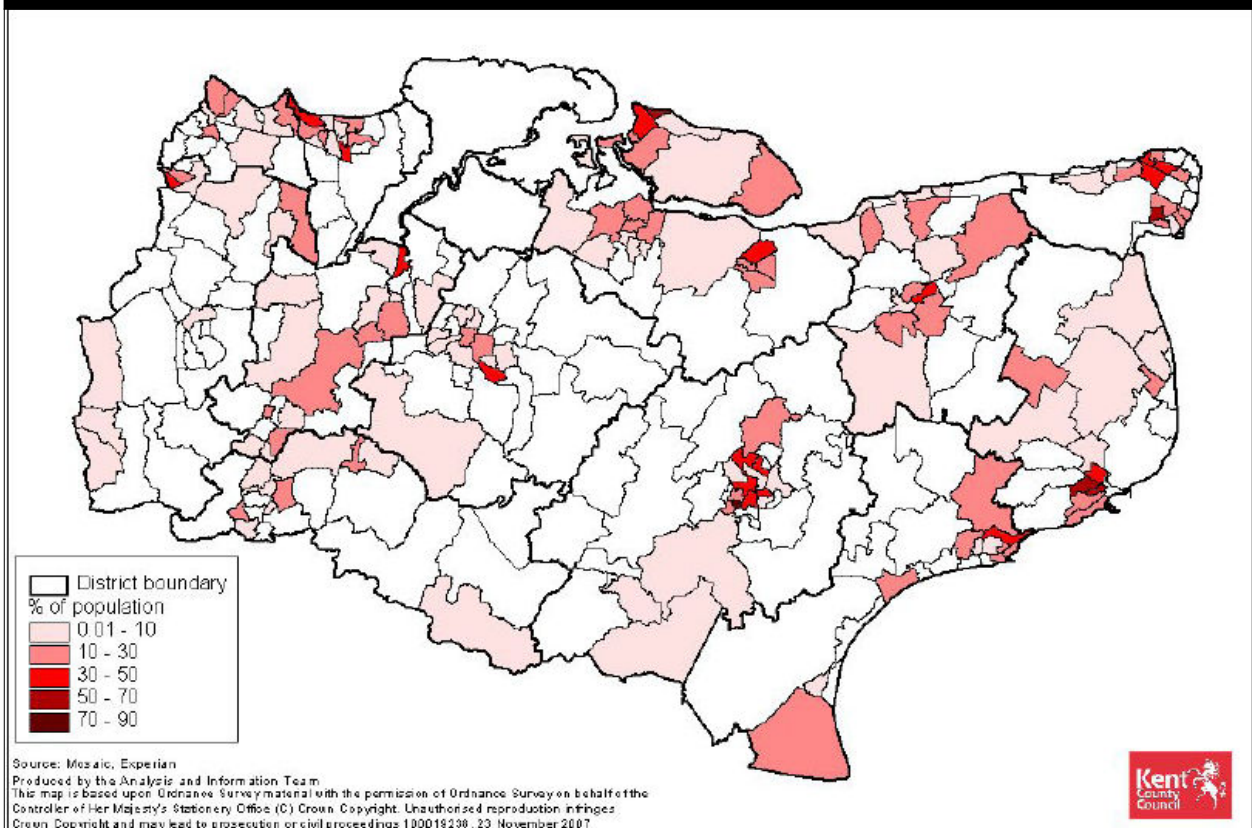 District boundary
% of population
0.01 - 10
10 - 30
30 - 50
50 - 70
70 - 90
Source: Mosaic, Experian
Produced by the Analysis and Information Team
This map is based upon Ordnance Survey material with the permission of Ordnance Survey on behalf of the
Controller of Her Majesty's Stationery Office (C) Crown Copyright. Unauthorised reproduction infringes
Crown Copyright and may lead to prosecution or civil proceedings 100019238. 23 November 2007
Kent
County
Council